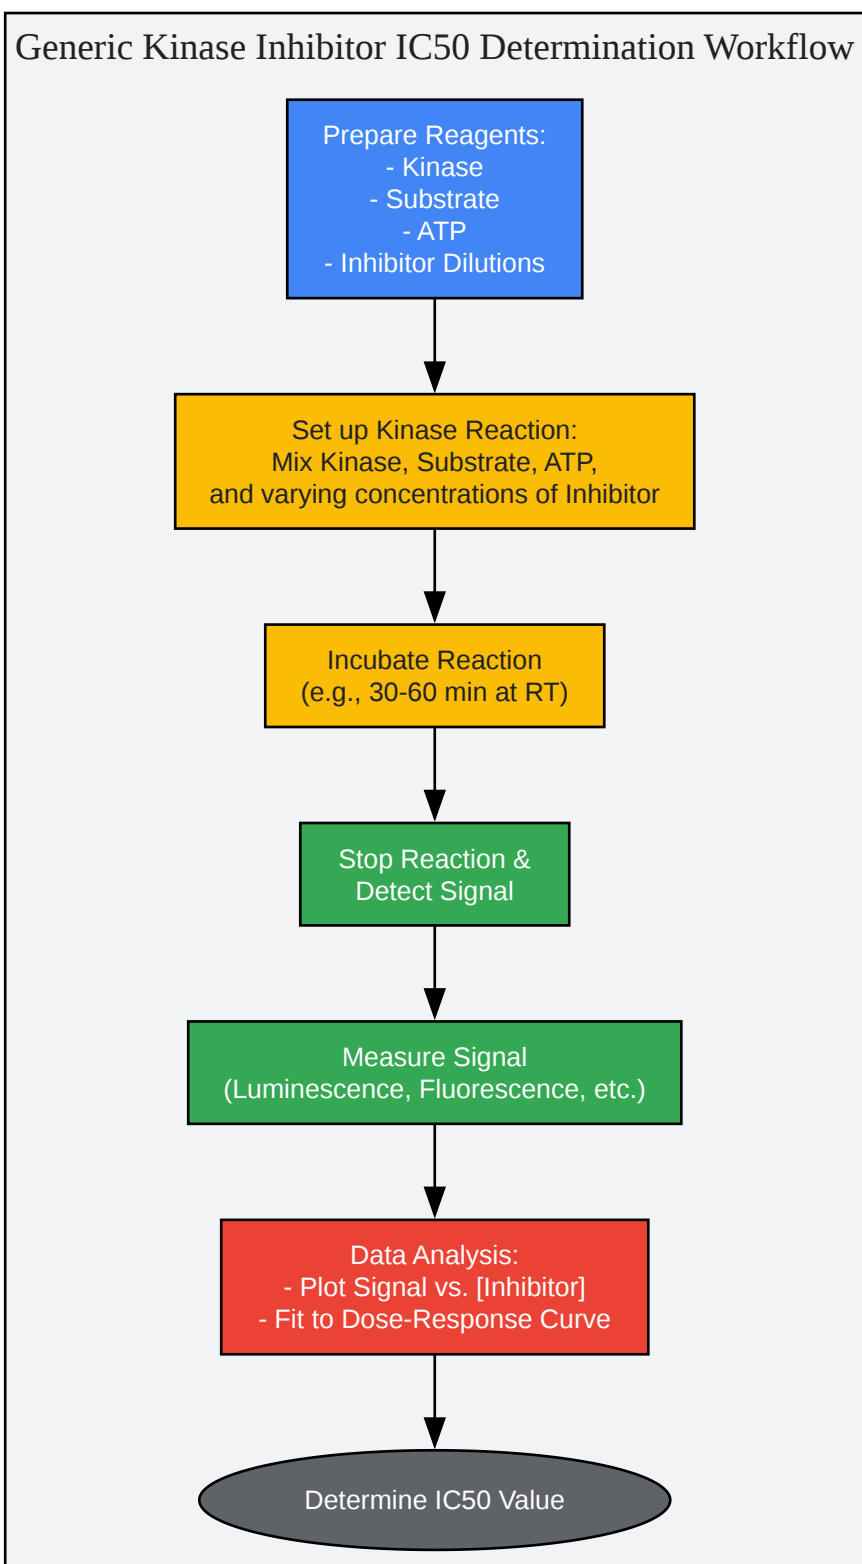 Generic Kinase Inhibitor IC50 Determination Workflow
Prepare Reagents:
- Kinase
- Substrate
- ATP
- Inhibitor Dilutions
Set up Kinase Reaction:
Mix Kinase, Substrate, ATP,
and varying concentrations of Inhibitor
Incubate Reaction
(e.g., 30-60 min at RT)
Stop Reaction &
Detect Signal
Measure Signal
(Luminescence, Fluorescence, etc.)
Data Analysis:
- Plot Signal vs. [Inhibitor]
- Fit to Dose-Response Curve
Determine IC50 Value